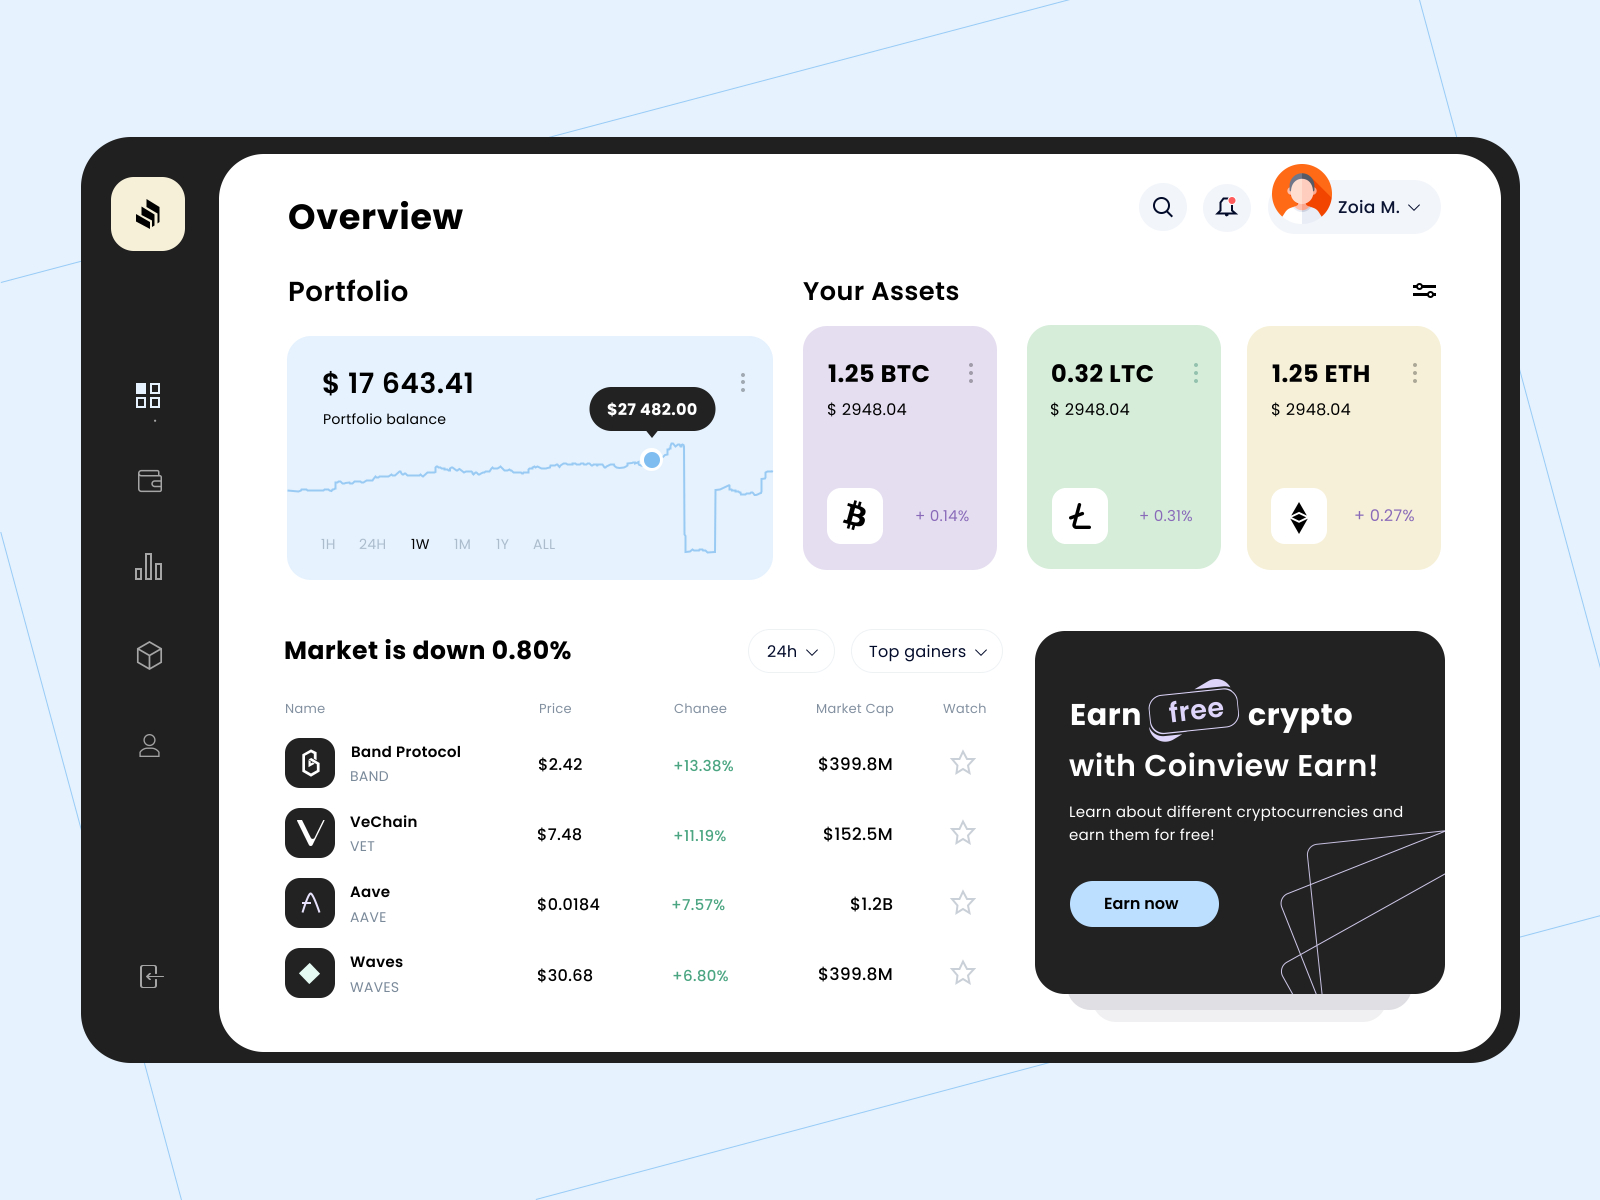 Overview
Zoia M.
Portfolio
Your Assets
$ 17 643.41
Portfolio balance
$27 482.00
1H 24H 1W 1M 1Y ALL
1.25 BTC
$ 2948.04
+ 0.14%
0.32 LTC
$ 2948.04
+ 0.31%
1.25 ETH
$ 2948.04
+ 0.27%
Market is down 0.80%
24h
Top gainers
Name Price Chanee Market Cap Watch
Band Protocol
BAND
$2.42 +13.38% $399.8M
VeChain
VET
$7.48 +11.19% $152.5M
Aave
AAVE
$0.0184 +7.57% $1.2B
Waves
WAVES
$30.68 +6.80% $399.8M
Earn free crypto
with Coinview Earn!
Learn about different cryptocurrencies and
earn them for free!
Earn now